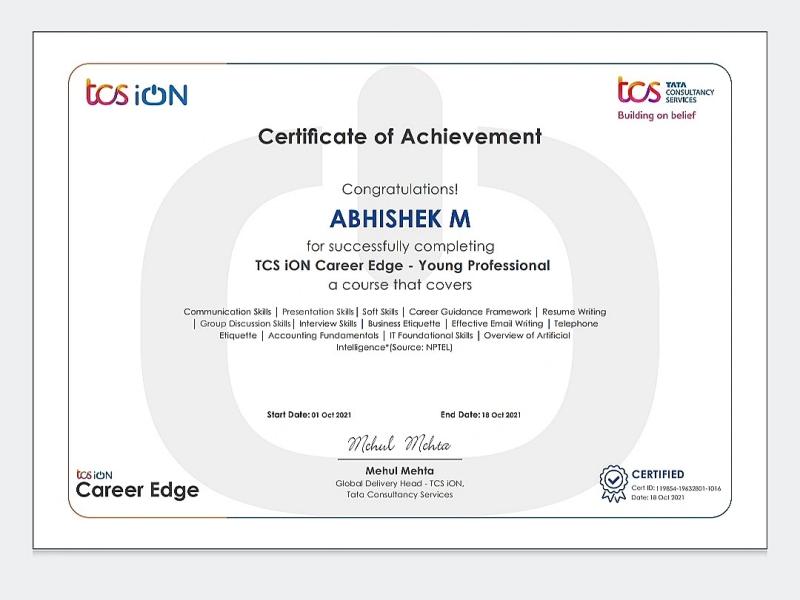 tcs iON
tcs TATA
CONSULTANCY
SERVICES
Building on belief
Certificate of Achievement
Congratulations!
ABHISHEK M
for successfully completing
TCS iON Career Edge - Young Professional
a course that covers
Communication Skills | Presentation Skills| Soft Skills | Career Guidance Framework | Resume Writing
| Group Discussion Skills| Interview Skills | Business Etiquette | Effective Email Writing | Telephone
Etiquette | Accounting Fundamentals | IT Foundational Skills | Overview of Artificial
Intelligence*(Source: NPTEL)
Start Date: 01 Oct 2021 End Date: 18 Oct 2021
Mehul Mehta
Mehul Mehta
Global Delivery Head - TCS iON,
Tata Consultancy Services
tcs iON
Career Edge
CERTIFIED
Cert ID: 119854-19632801-1016
Date: 18 Oct 2021